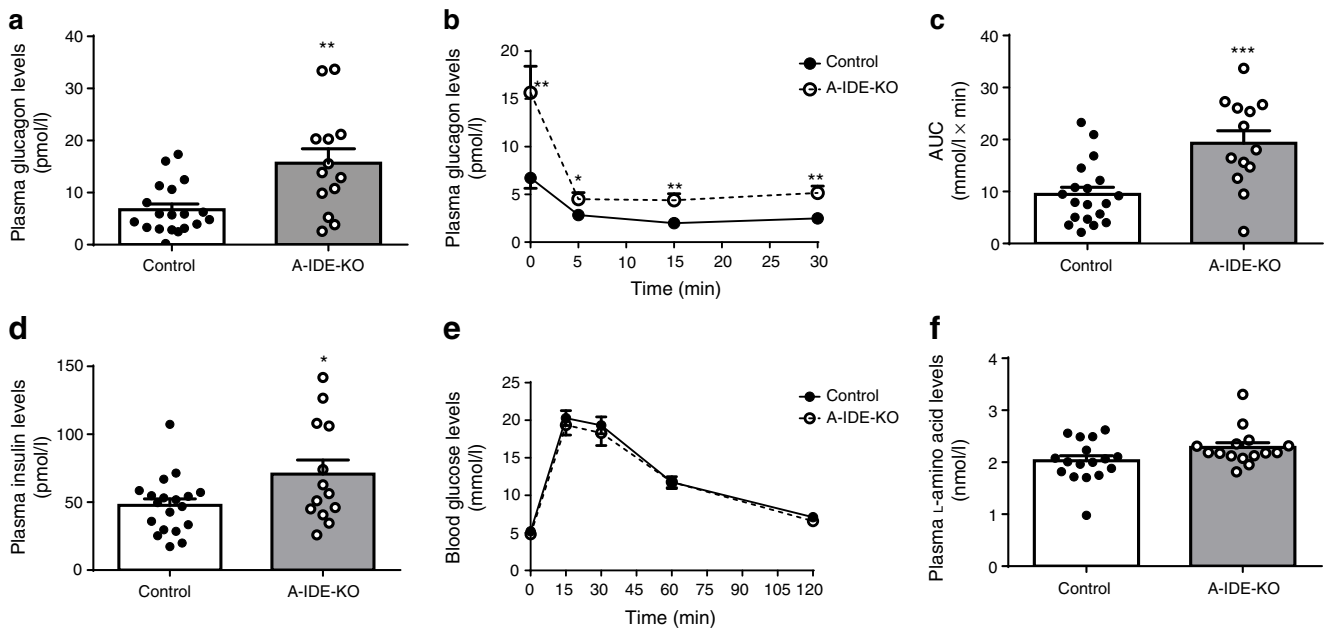 a
Plasma glucagon levels
(pmol/l)
40
30
20
10
0
**
Control
A-IDE-KO
b
Plasma glucagon levels
(pmol/l)
20
15
10
5
0
**
*
**
**
Control
A-IDE-KO
0 5 10 15 20 25 30
Time (min)
c
AUC
(mmol/l × min)
40
30
20
10
0
***
Control
A-IDE-KO
d
Plasma insulin levels
(pmol/l)
150
100
50
0
*
Control
A-IDE-KO
e
Blood glucose levels
(mmol/l)
25
20
15
10
5
0
Control
A-IDE-KO
0 15 30 45 60 75 90 105 120
Time (min)
f
Plasma L-amino acid levels
(nmol/l)
4
3
2
1
0
Control
A-IDE-KO